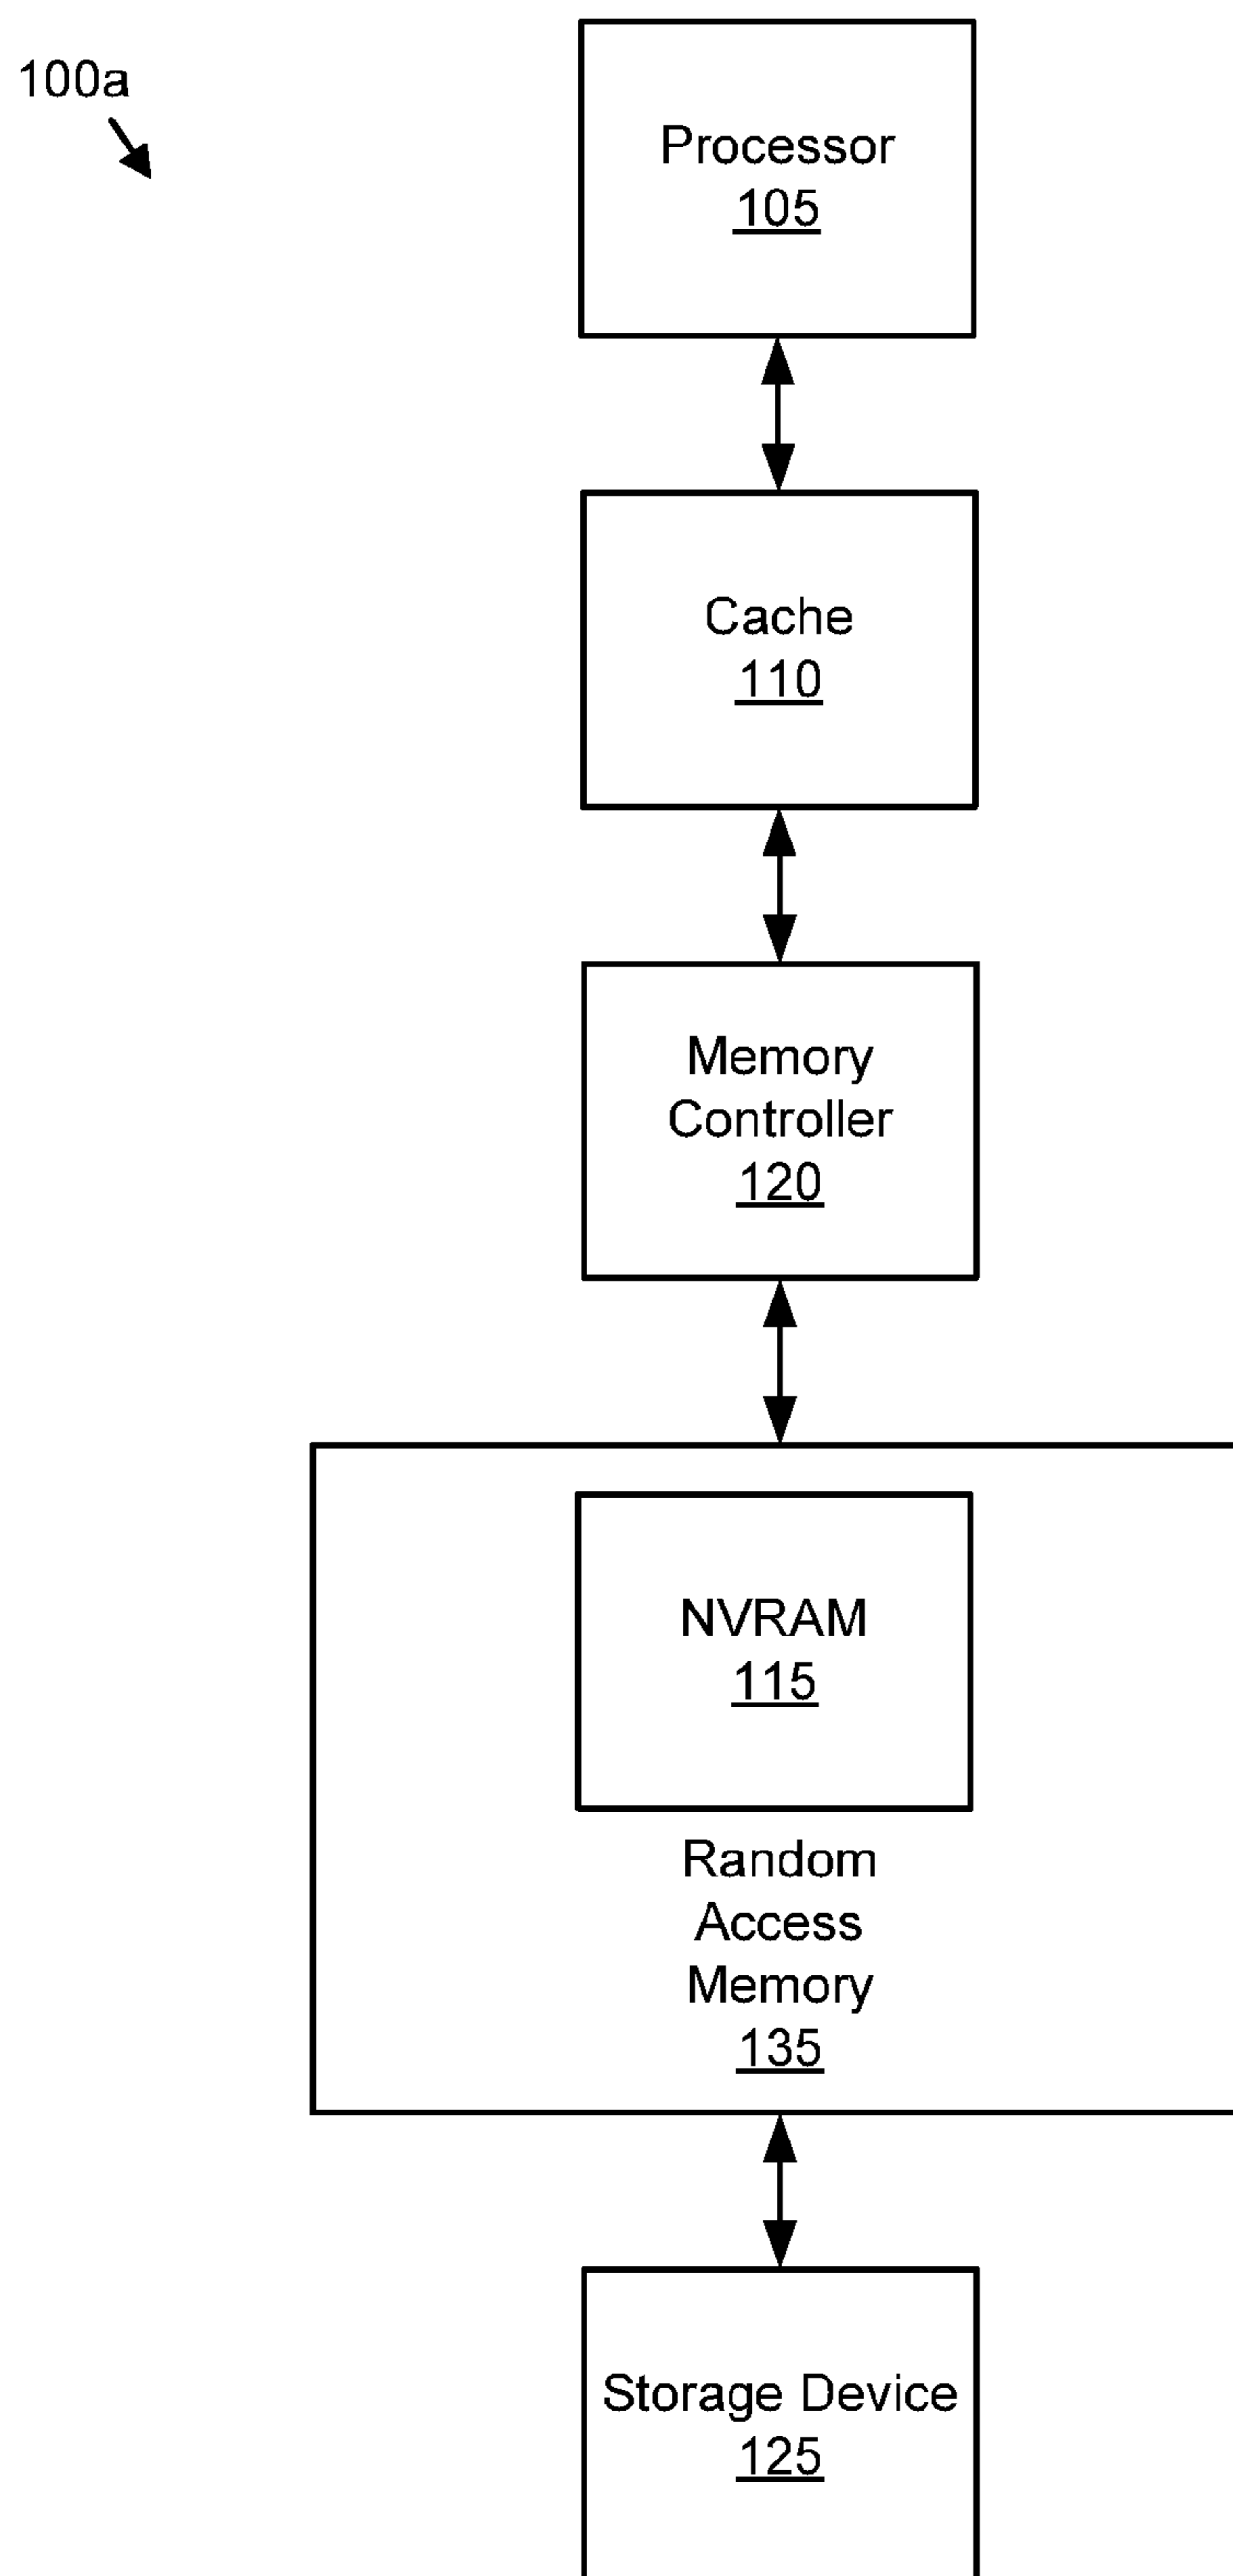 100a
Processor
105
Cache
110
Memory
Controller
120
NVRAM
115
Random
Access
Memory
135
Storage Device
125